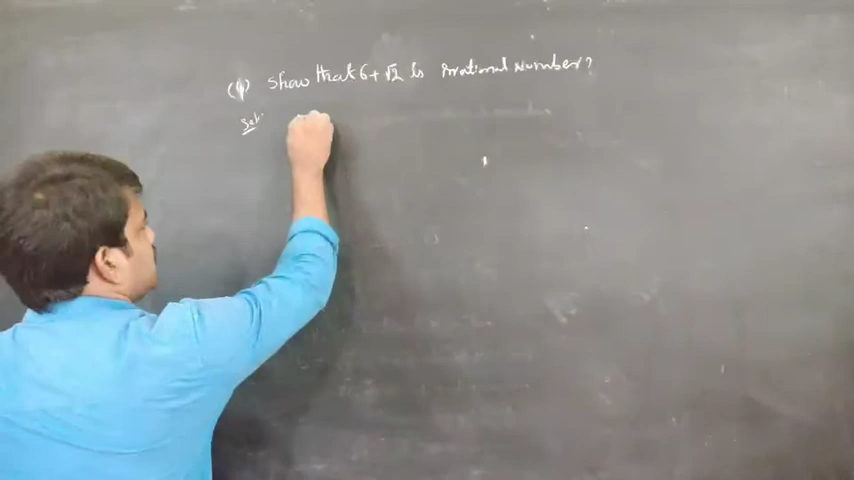 (4) Show that 6+√2 is irrational number?
Sol: